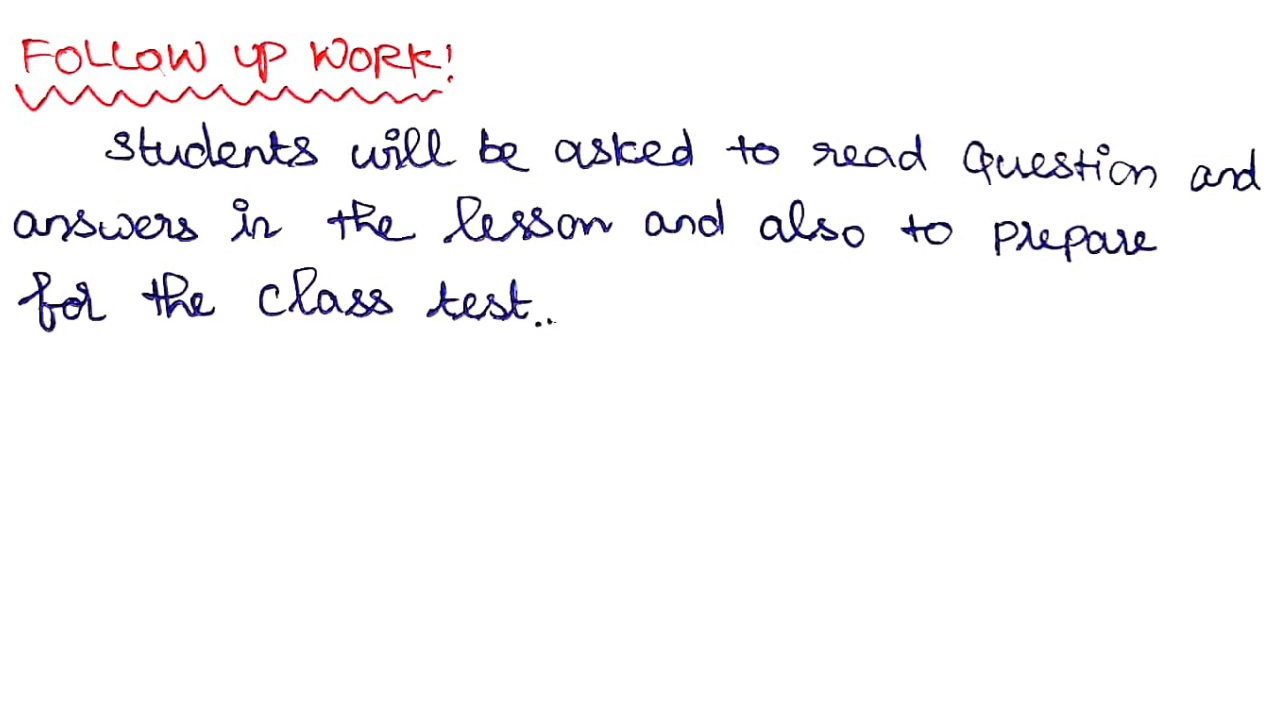 FOLLOW UP WORK!
Students will be asked to read Question and
answers in the lesson and also to prepare
for the class test..